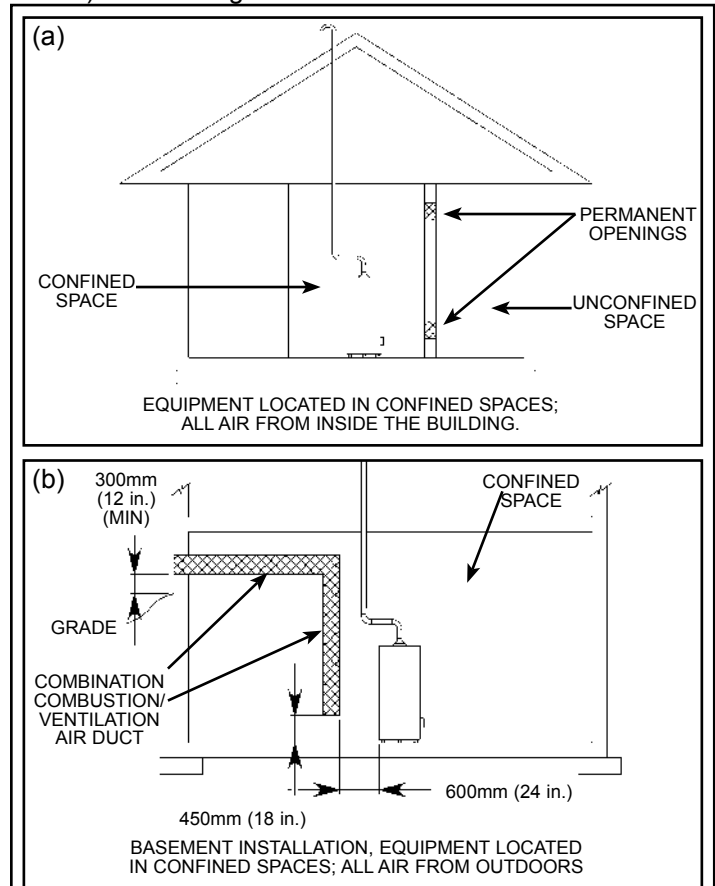 (a)
PERMANENT
OPENINGS
CONFINED
SPACE
UNCONFINED
SPACE
EQUIPMENT LOCATED IN CONFINED SPACES;
ALL AIR FROM INSIDE THE BUILDING.
(b)
300mm
(12 in.)
(MIN)
CONFINED
SPACE
GRADE
COMBINATION
COMBUSTION/
VENTILATION
AIR DUCT
600mm (24 in.)
450mm (18 in.)
BASEMENT INSTALLATION, EQUIPMENT LOCATED
IN CONFINED SPACES; ALL AIR FROM OUTDOORS